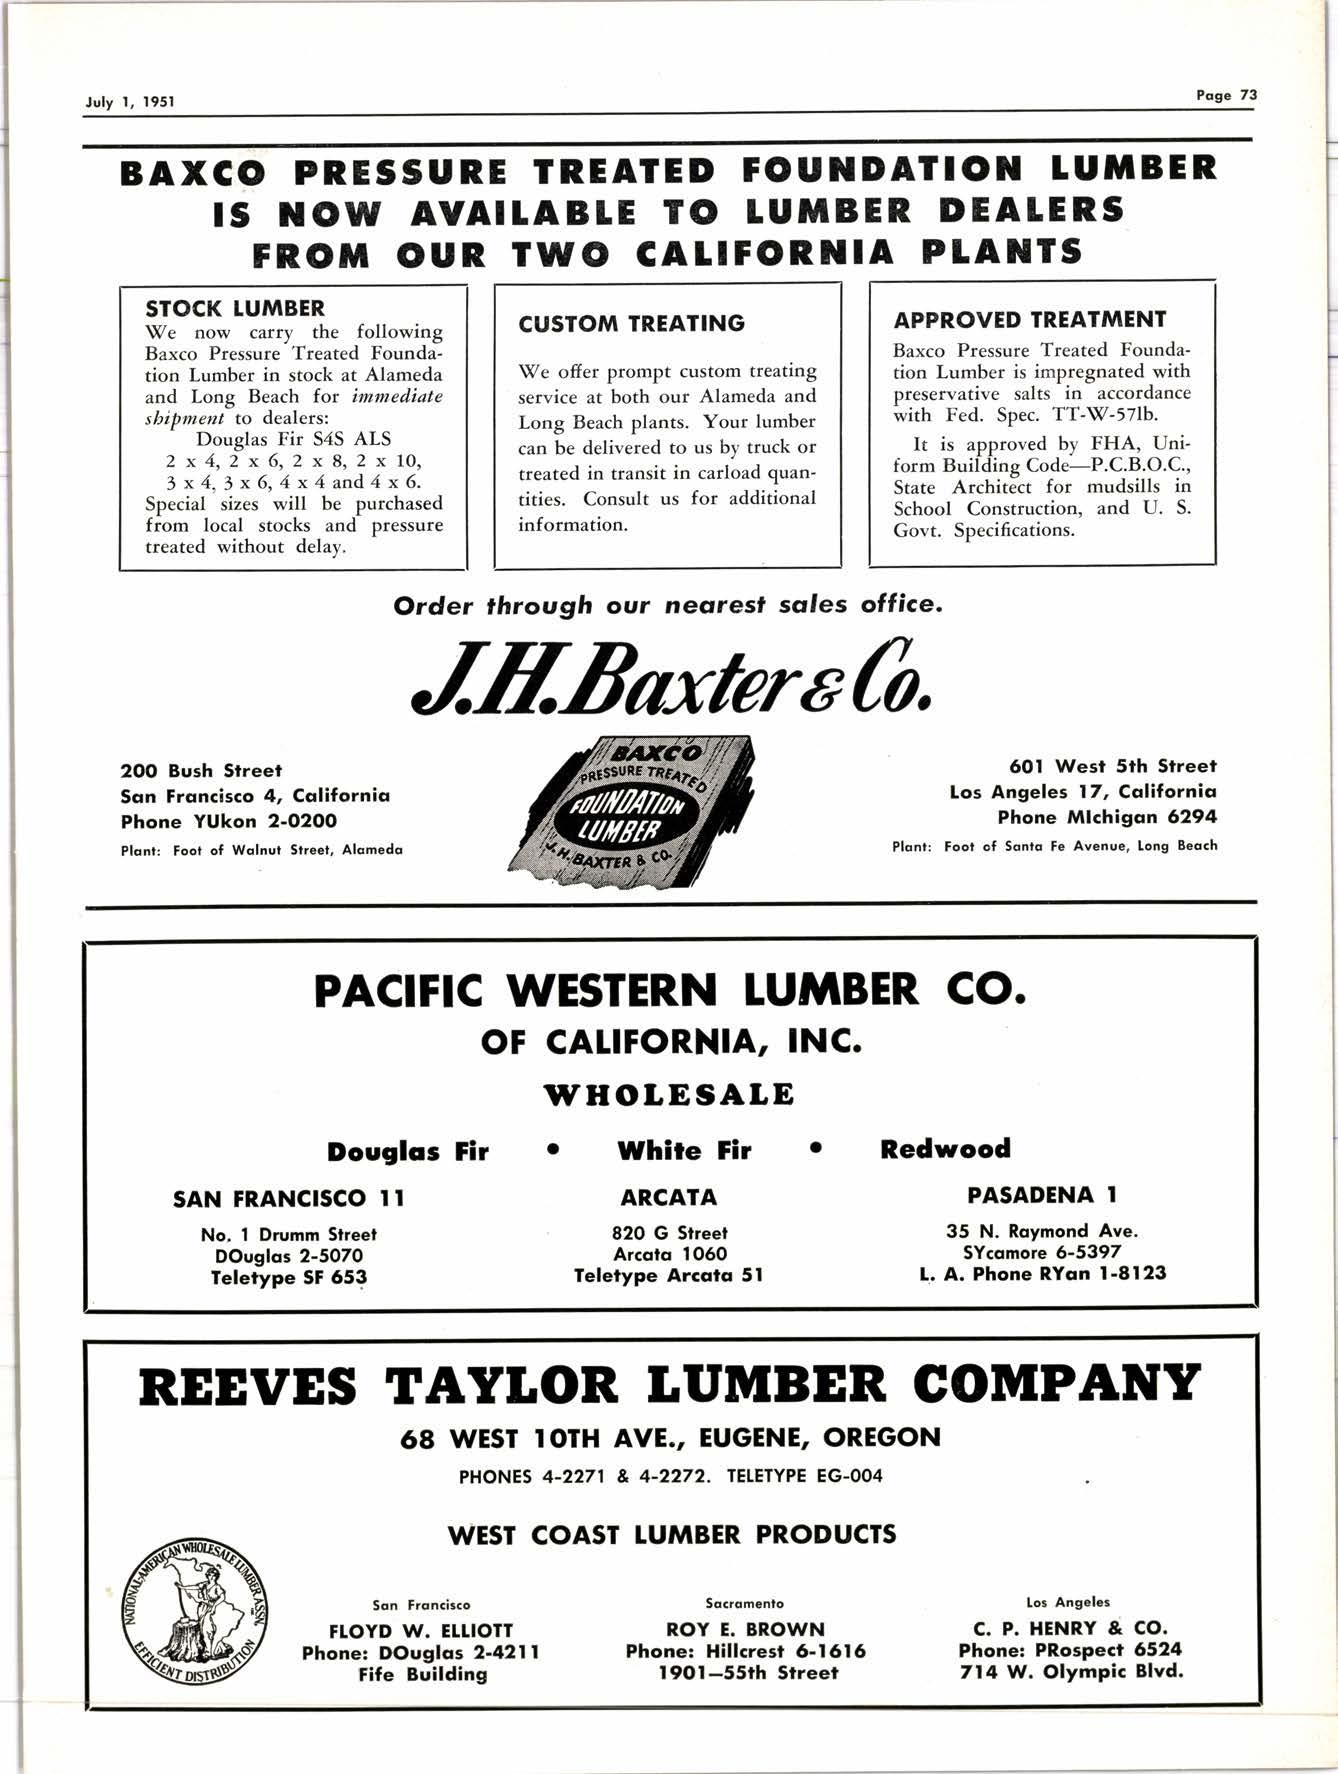 July 1, 1951
Page 73
BAXCO PRESSURE TREATED FOUNDATION LUMBER
IS NOW AVAILABLE TO LUMBER DEALERS
FROM OUR TWO CALIFORNIA PLANTS
STOCK LUMBER
We now carry the following
Baxco Pressure Treated Founda-
tion Lumber in stock at Alameda
and Long Beach for immediate
shipment to dealers:
Douglas Fir S4S ALS
2 x 4, 2 x 6, 2 x 8, 2 x 10,
3 x 4, 3 x 6, 4 x 4 and 4 x 6.
Special sizes will be purchased
from local stocks and pressure
treated without delay.
CUSTOM TREATING
We offer prompt custom treating
service at both our Alameda and
Long Beach plants. Your lumber
can be delivered to us by truck or
treated in transit in carload quan-
tities. Consult us for additional
information.
APPROVED TREATMENT
Baxco Pressure Treated Founda-
tion Lumber is impregnated with
preservative salts in accordance
with Fed. Spec. TT-W-571b.
It is approved by FHA, Uni-
form Building Code—P.C.B.O.C.,
State Architect for mudsills in
School Construction, and U. S.
Govt. Specifications.
Order through our nearest sales office.
J.H. Baxter & Co.
200 Bush Street
San Francisco 4, California
Phone YUkon 2-0200
Plant: Foot of Walnut Street, Alameda
BAXCO
PRESSURE TREATED
FOUNDATION
LUMBER
J. H. BAXTER & CO.
601 West 5th Street
Los Angeles 17, California
Phone MIchigan 6294
Plant: Foot of Santa Fe Avenue, Long Beach
PACIFIC WESTERN LUMBER CO.
OF CALIFORNIA, INC.
WHOLESALE
Douglas Fir • White Fir • Redwood
SAN FRANCISCO 11
No. 1 Drumm Street
DOuglas 2-5070
Teletype SF 653
ARCATA
820 G Street
Arcata 1060
Teletype Arcata 51
PASADENA 1
35 N. Raymond Ave.
SYcamore 6-5397
L. A. Phone RYan 1-8123
REEVES TAYLOR LUMBER COMPANY
68 WEST 10TH AVE., EUGENE, OREGON
PHONES 4-2271 & 4-2272. TELETYPE EG-004
WEST COAST LUMBER PRODUCTS
NATIONAL-AMERICAN WHOLESALE LUMBER ASSN.
EFFICIENT DISTRIBUTION
San Francisco
FLOYD W. ELLIOTT
Phone: DOuglas 2-4211
Fife Building
Sacramento
ROY E. BROWN
Phone: Hillcrest 6-1616
1901—55th Street
Los Angeles
C. P. HENRY & CO.
Phone: PRospect 6524
714 W. Olympic Blvd.